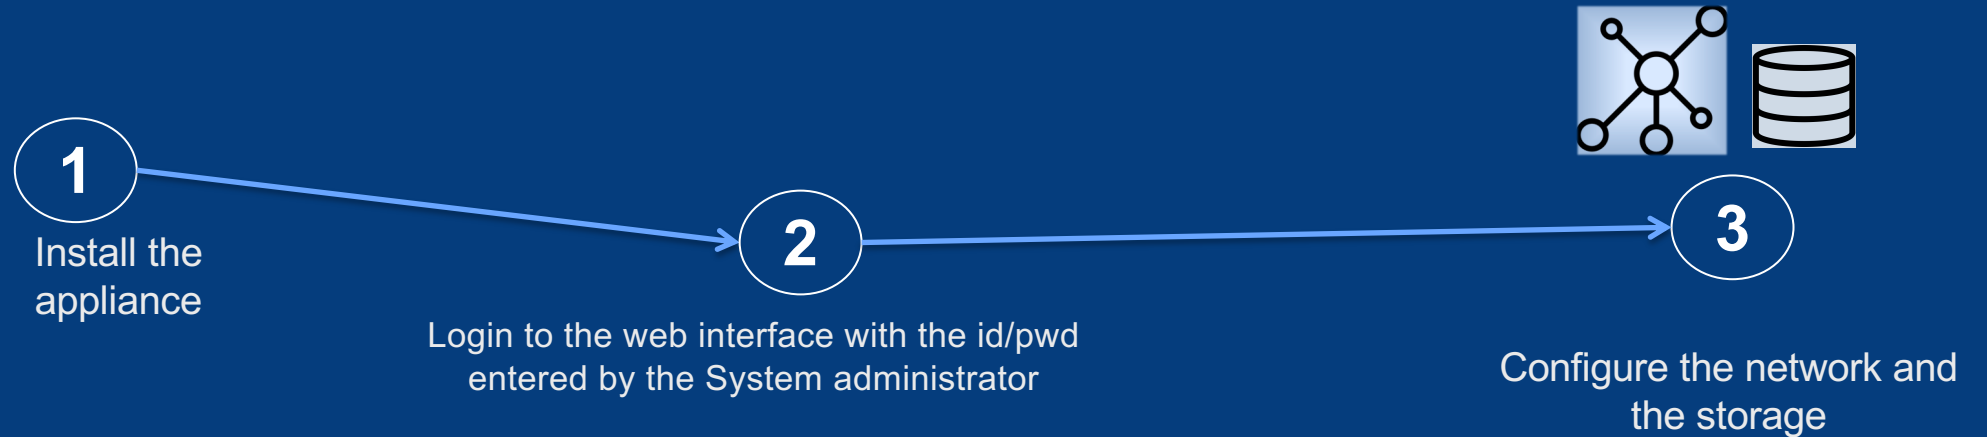 1
Install the
appliance
2
Login to the web interface with the id/pwd
entered by the System administrator
3
Configure the network and
the storage